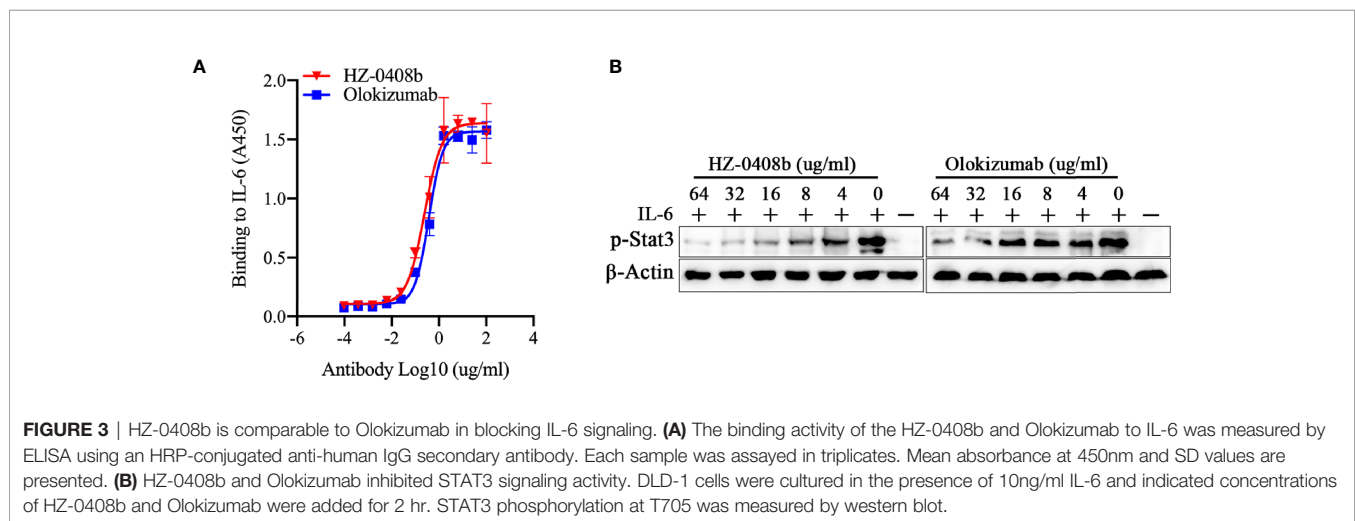 A
HZ-0408b
Olokizumab
2.0
1.5
1.0
0.5
0.0
Binding to IL-6 (A450)
-6 -4 -2 0 2 4
Antibody Log10 (ug/ml)
B
HZ-0408b (ug/ml) Olokizumab (ug/ml)
64 32 16 8 4 0 64 32 16 8 4 0
IL-6 + + + + + + — + + + + + + —
p-Stat3
β-Actin
FIGURE 3 | HZ-0408b is comparable to Olokizumab in blocking IL-6 signaling. (A) The binding activity of the HZ-0408b and Olokizumab to IL-6 was measured by
ELISA using an HRP-conjugated anti-human IgG secondary antibody. Each sample was assayed in triplicates. Mean absorbance at 450nm and SD values are
presented. (B) HZ-0408b and Olokizumab inhibited STAT3 signaling activity. DLD-1 cells were cultured in the presence of 10ng/ml IL-6 and indicated concentrations
of HZ-0408b and Olokizumab were added for 2 hr. STAT3 phosphorylation at T705 was measured by western blot.